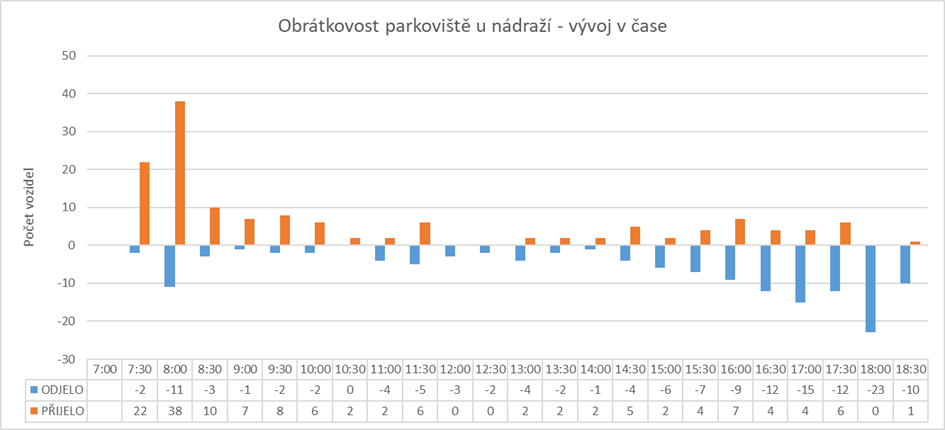 Obrátkovost parkoviště u nádraží - vývoj v čase
Počet vozidel
50
40
30
20
10
0
-10
-20
-30
7:00 7:30 8:00 8:30 9:00 9:30 10:00 10:30 11:00 11:30 12:00 12:30 13:00 13:30 14:00 14:30 15:00 15:30 16:00 16:30 17:00 17:30 18:00 18:30
ODJELO -2 -11 -3 -1 -2 -2 0 -4 -5 -3 -2 -4 -2 -1 -4 -6 -7 -9 -12 -15 -12 -23 -10
PŘIJELO 22 38 10 7 8 6 2 2 6 0 0 2 2 2 5 2 4 7 4 4 6 0 1